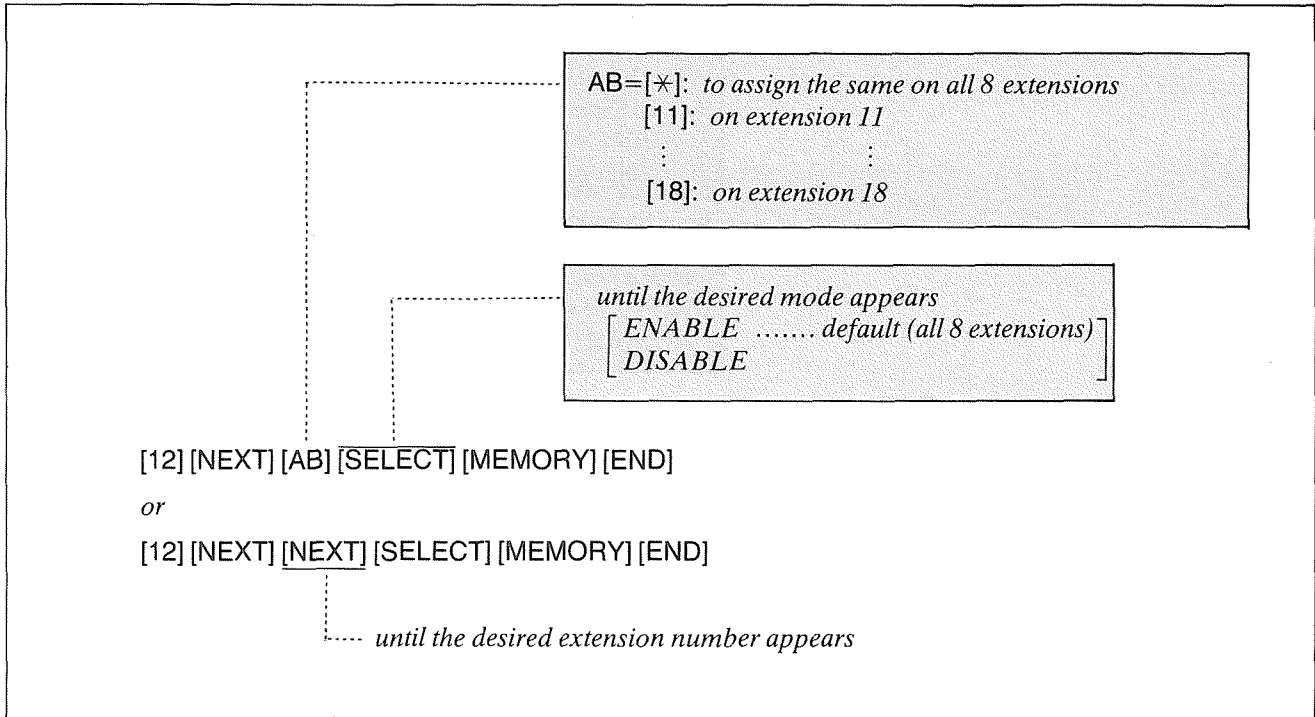 AB=[*]: to assign the same on all 8 extensions
[11]: on extension 11
⋮ ⋮
[18]: on extension 18
until the desired mode appears
ENABLE ....... default (all 8 extensions)
DISABLE
[12] [NEXT] [AB] [SELECT] [MEMORY] [END]
or
[12] [NEXT] [NEXT] [SELECT] [MEMORY] [END]
until the desired extension number appears